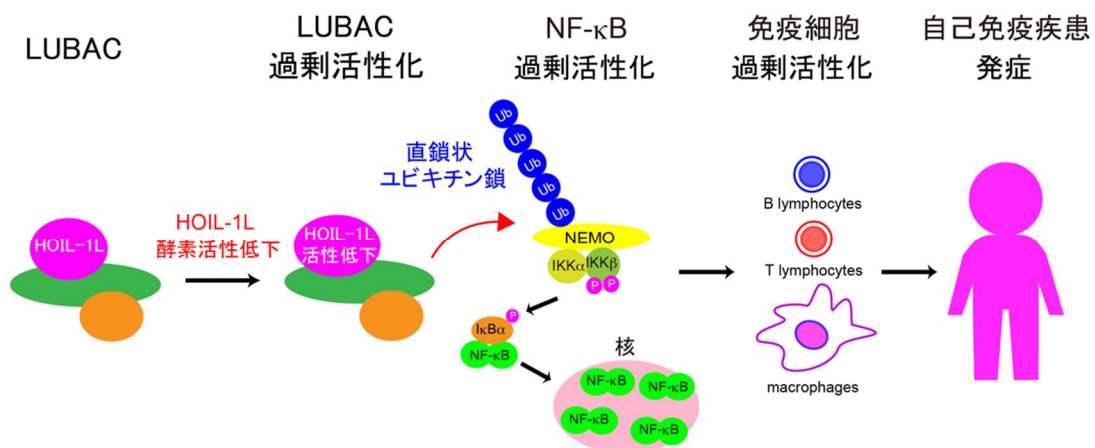 LUBAC
LUBAC
過剰活性化
NF-κB
過剰活性化
免疫細胞
過剰活性化
自己免疫疾患
発症
HOIL-1L
HOIL-1L
酵素活性低下
HOIL-1L
活性低下
直鎖状
ユビキチン鎖
Ub
Ub
Ub
Ub
Ub
Ub
NEMO
IKKα
IKKβ
P
P
P
IκBα
NF-κB
核
NF-κB
NF-κB
NF-κB
NF-κB
B lymphocytes
T lymphocytes
macrophages